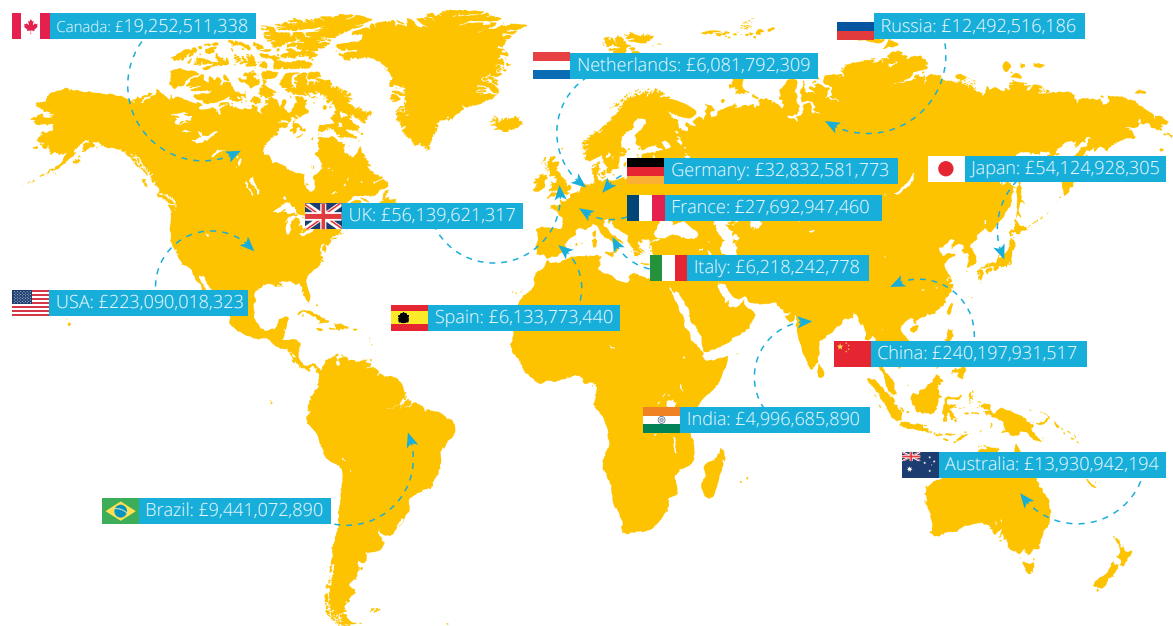 Canada: £19,252,511,338
Russia: £12,492,516,186
Netherlands: £6,081,792,309
Germany: £32,832,581,773
Japan: £54,124,928,305
UK: £56,139,621,317
France: £27,692,947,460
Italy: £6,218,242,778
USA: £223,090,018,323
Spain: £6,133,773,440
China: £240,197,931,517
India: £4,996,685,890
Australia: £13,930,942,194
Brazil: £9,441,072,890